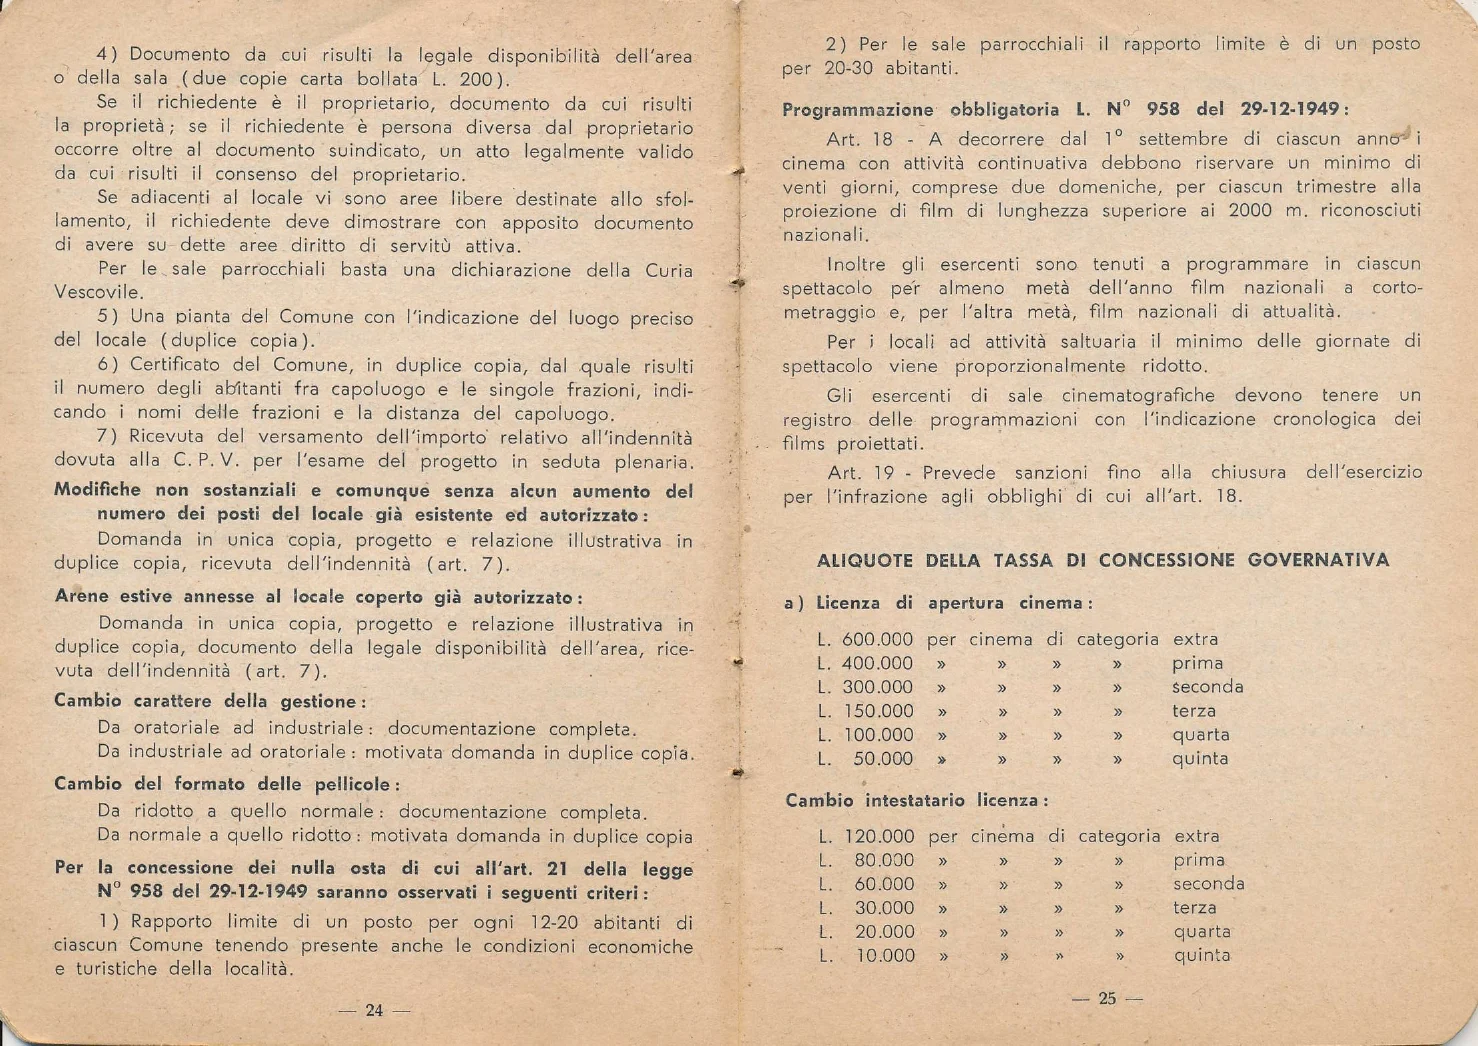 4) Documento da cui risulti la legale disponibilità dell'area
o della sala (due copie carta bollata L. 200).
Se il richiedente è il proprietario, documento da cui risulti
la proprietà; se il richiedente è persona diversa dal proprietario
occorre oltre al documento suindicato, un atto legalmente valido
da cui risulti il consenso del proprietario.
Se adiacenti al locale vi sono aree libere destinate allo sfol-
lamento, il richiedente deve dimostrare con apposito documento
di avere su dette aree diritto di servitù attiva.
Per le sale parrocchiali basta una dichiarazione della Curia
Vescovile.
5) Una pianta del Comune con l'indicazione del luogo preciso
del locale (duplice copia).
6) Certificato del Comune, in duplice copia, dal quale risulti
il numero degli abitanti fra capoluogo e le singole frazioni, indi-
cando i nomi delle frazioni e la distanza del capoluogo.
7) Ricevuta del versamento dell'importo relativo all'indennità
dovuta alla C. P. V. per l'esame del progetto in seduta plenaria.
Modifiche non sostanziali e comunque senza alcun aumento del
numero dei posti del locale già esistente ed autorizzato:
Domanda in unica copia, progetto e relazione illustrativa in
duplice copia, ricevuta dell'indennità (art. 7).
Arene estive annesse al locale coperto già autorizzato:
Domanda in unica copia, progetto e relazione illustrativa in
duplice copia, documento della legale disponibilità dell'area, rice-
vuta dell'indennità (art. 7).
Cambio carattere della gestione:
Da oratoriale ad industriale: documentazione completa.
Da industriale ad oratoriale: motivata domanda in duplice copia.
Cambio del formato delle pellicole:
Da ridotto a quello normale: documentazione completa.
Da normale a quello ridotto: motivata domanda in duplice copia
Per la concessione dei nulla osta di cui all'art. 21 della legge
N° 958 del 29-12-1949 saranno osservati i seguenti criteri:
1) Rapporto limite di un posto per ogni 12-20 abitanti di
ciascun Comune tenendo presente anche le condizioni economiche
e turistiche della località.
— 24 —
2) Per le sale parrocchiali il rapporto limite è di un posto
per 20-30 abitanti.
Programmazione obbligatoria L. N° 958 del 29-12-1949:
Art. 18 - A decorrere dal 1° settembre di ciascun anno i
cinema con attività continuativa debbono riservare un minimo di
venti giorni, comprese due domeniche, per ciascun trimestre alla
proiezione di film di lunghezza superiore ai 2000 m. riconosciuti
nazionali.
Inoltre gli esercenti sono tenuti a programmare in ciascun
spettacolo per almeno metà dell'anno film nazionali a corto-
metraggio e, per l'altra metà, film nazionali di attualità.
Per i locali ad attività saltuaria il minimo delle giornate di
spettacolo viene proporzionalmente ridotto.
Gli esercenti di sale cinematografiche devono tenere un
registro delle programmazioni con l'indicazione cronologica dei
films proiettati.
Art. 19 - Prevede sanzioni fino alla chiusura dell'esercizio
per l'infrazione agli obblighi di cui all'art. 18.
ALIQUOTE DELLA TASSA DI CONCESSIONE GOVERNATIVA
a) Licenza di apertura cinema:
L. 600.000 per cinema di categoria extra
L. 400.000 » » » » prima
L. 300.000 » » » » seconda
L. 150.000 » » » » terza
L. 100.000 » » » » quarta
L. 50.000 » » » » quinta
Cambio intestatario licenza:
L. 120.000 per cinema di categoria extra
L. 80.000 » » » » prima
L. 60.000 » » » » seconda
L. 30.000 » » » » terza
L. 20.000 » » » » quarta
L. 10.000 » » » » quinta
— 25 —